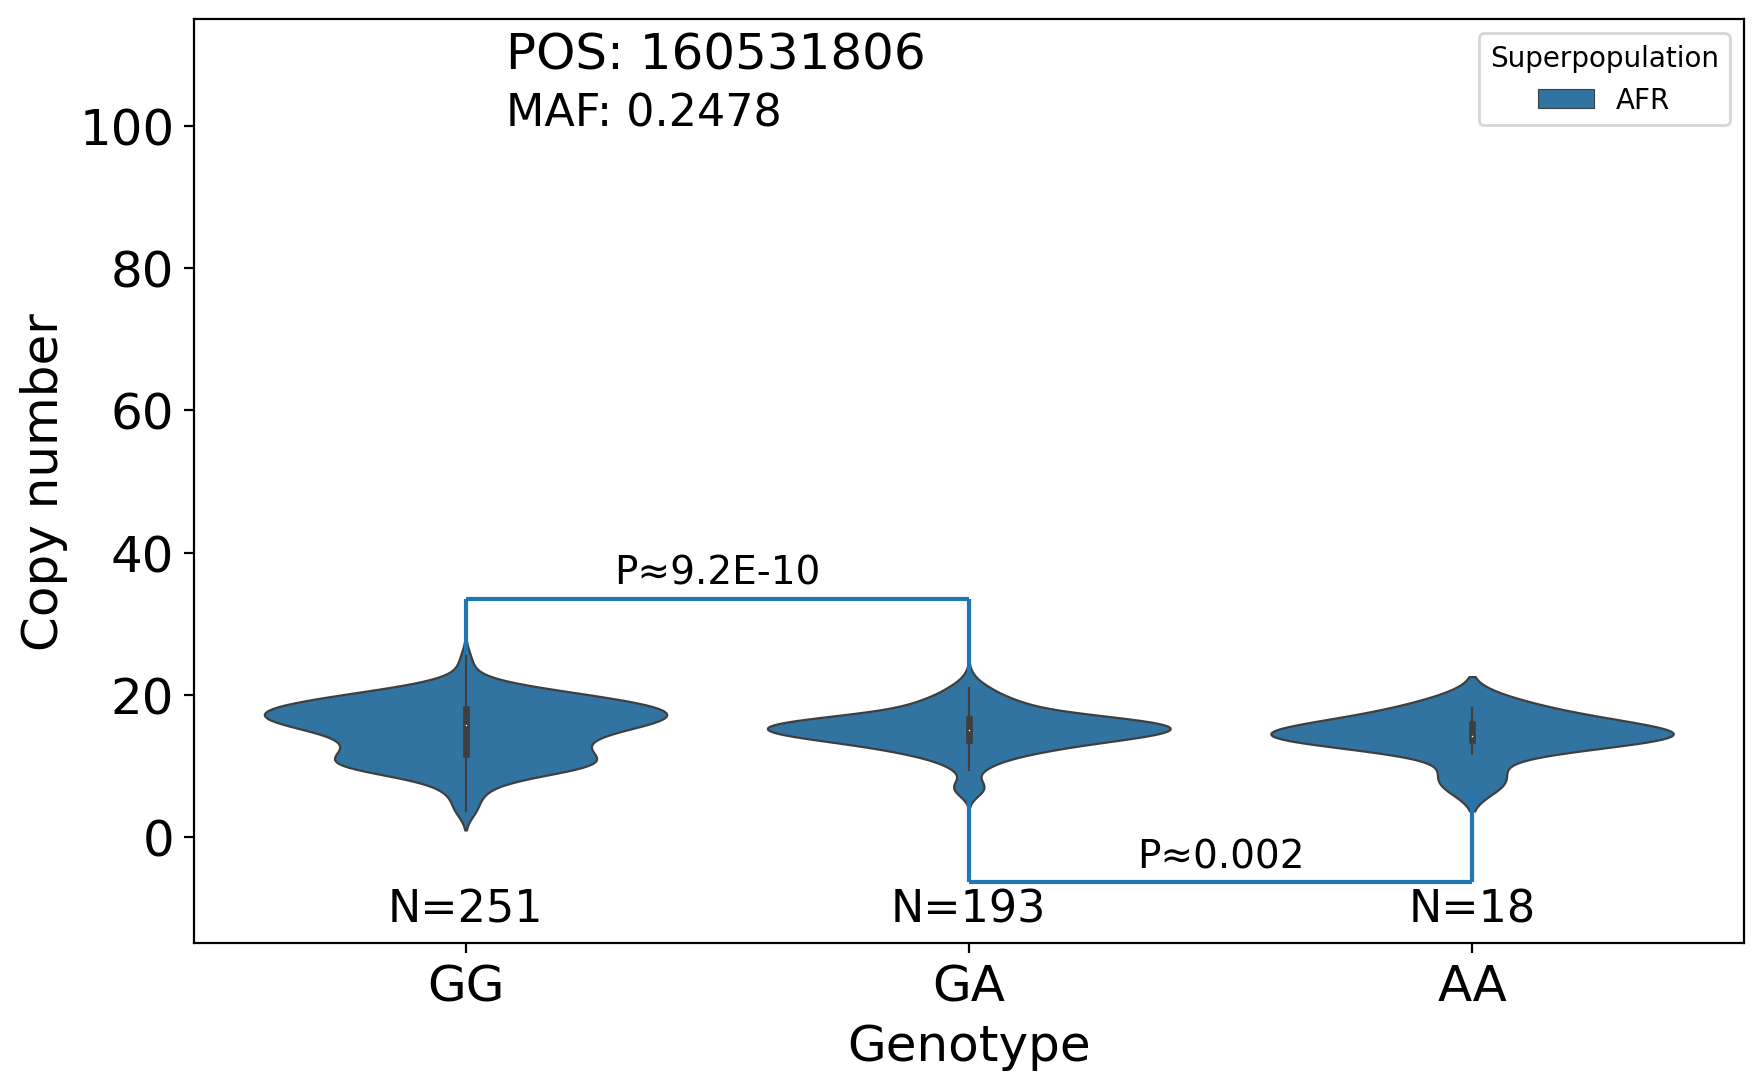 POS: 160531806
MAF: 0.2478
Superpopulation
AFR
Copy number
100
80
60
40
20
0
P≈9.2E-10
P≈0.002
N=251
N=193
N=18
GG
GA
AA
Genotype